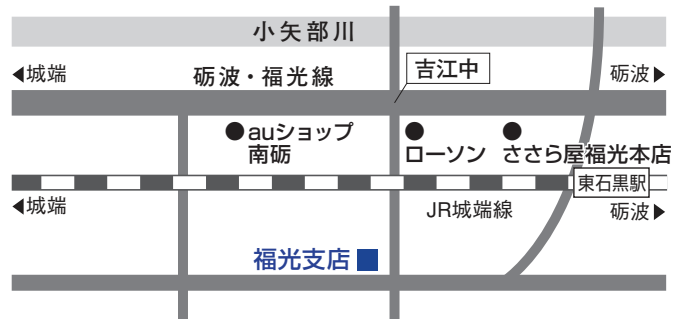 小矢部川
◀城端
砺波・福光線
吉江中
砺波▶
●auショップ
南砺
ローソン
ささら屋福光本店
東石黒駅
◀城端
JR城端線
砺波▶
福光支店■